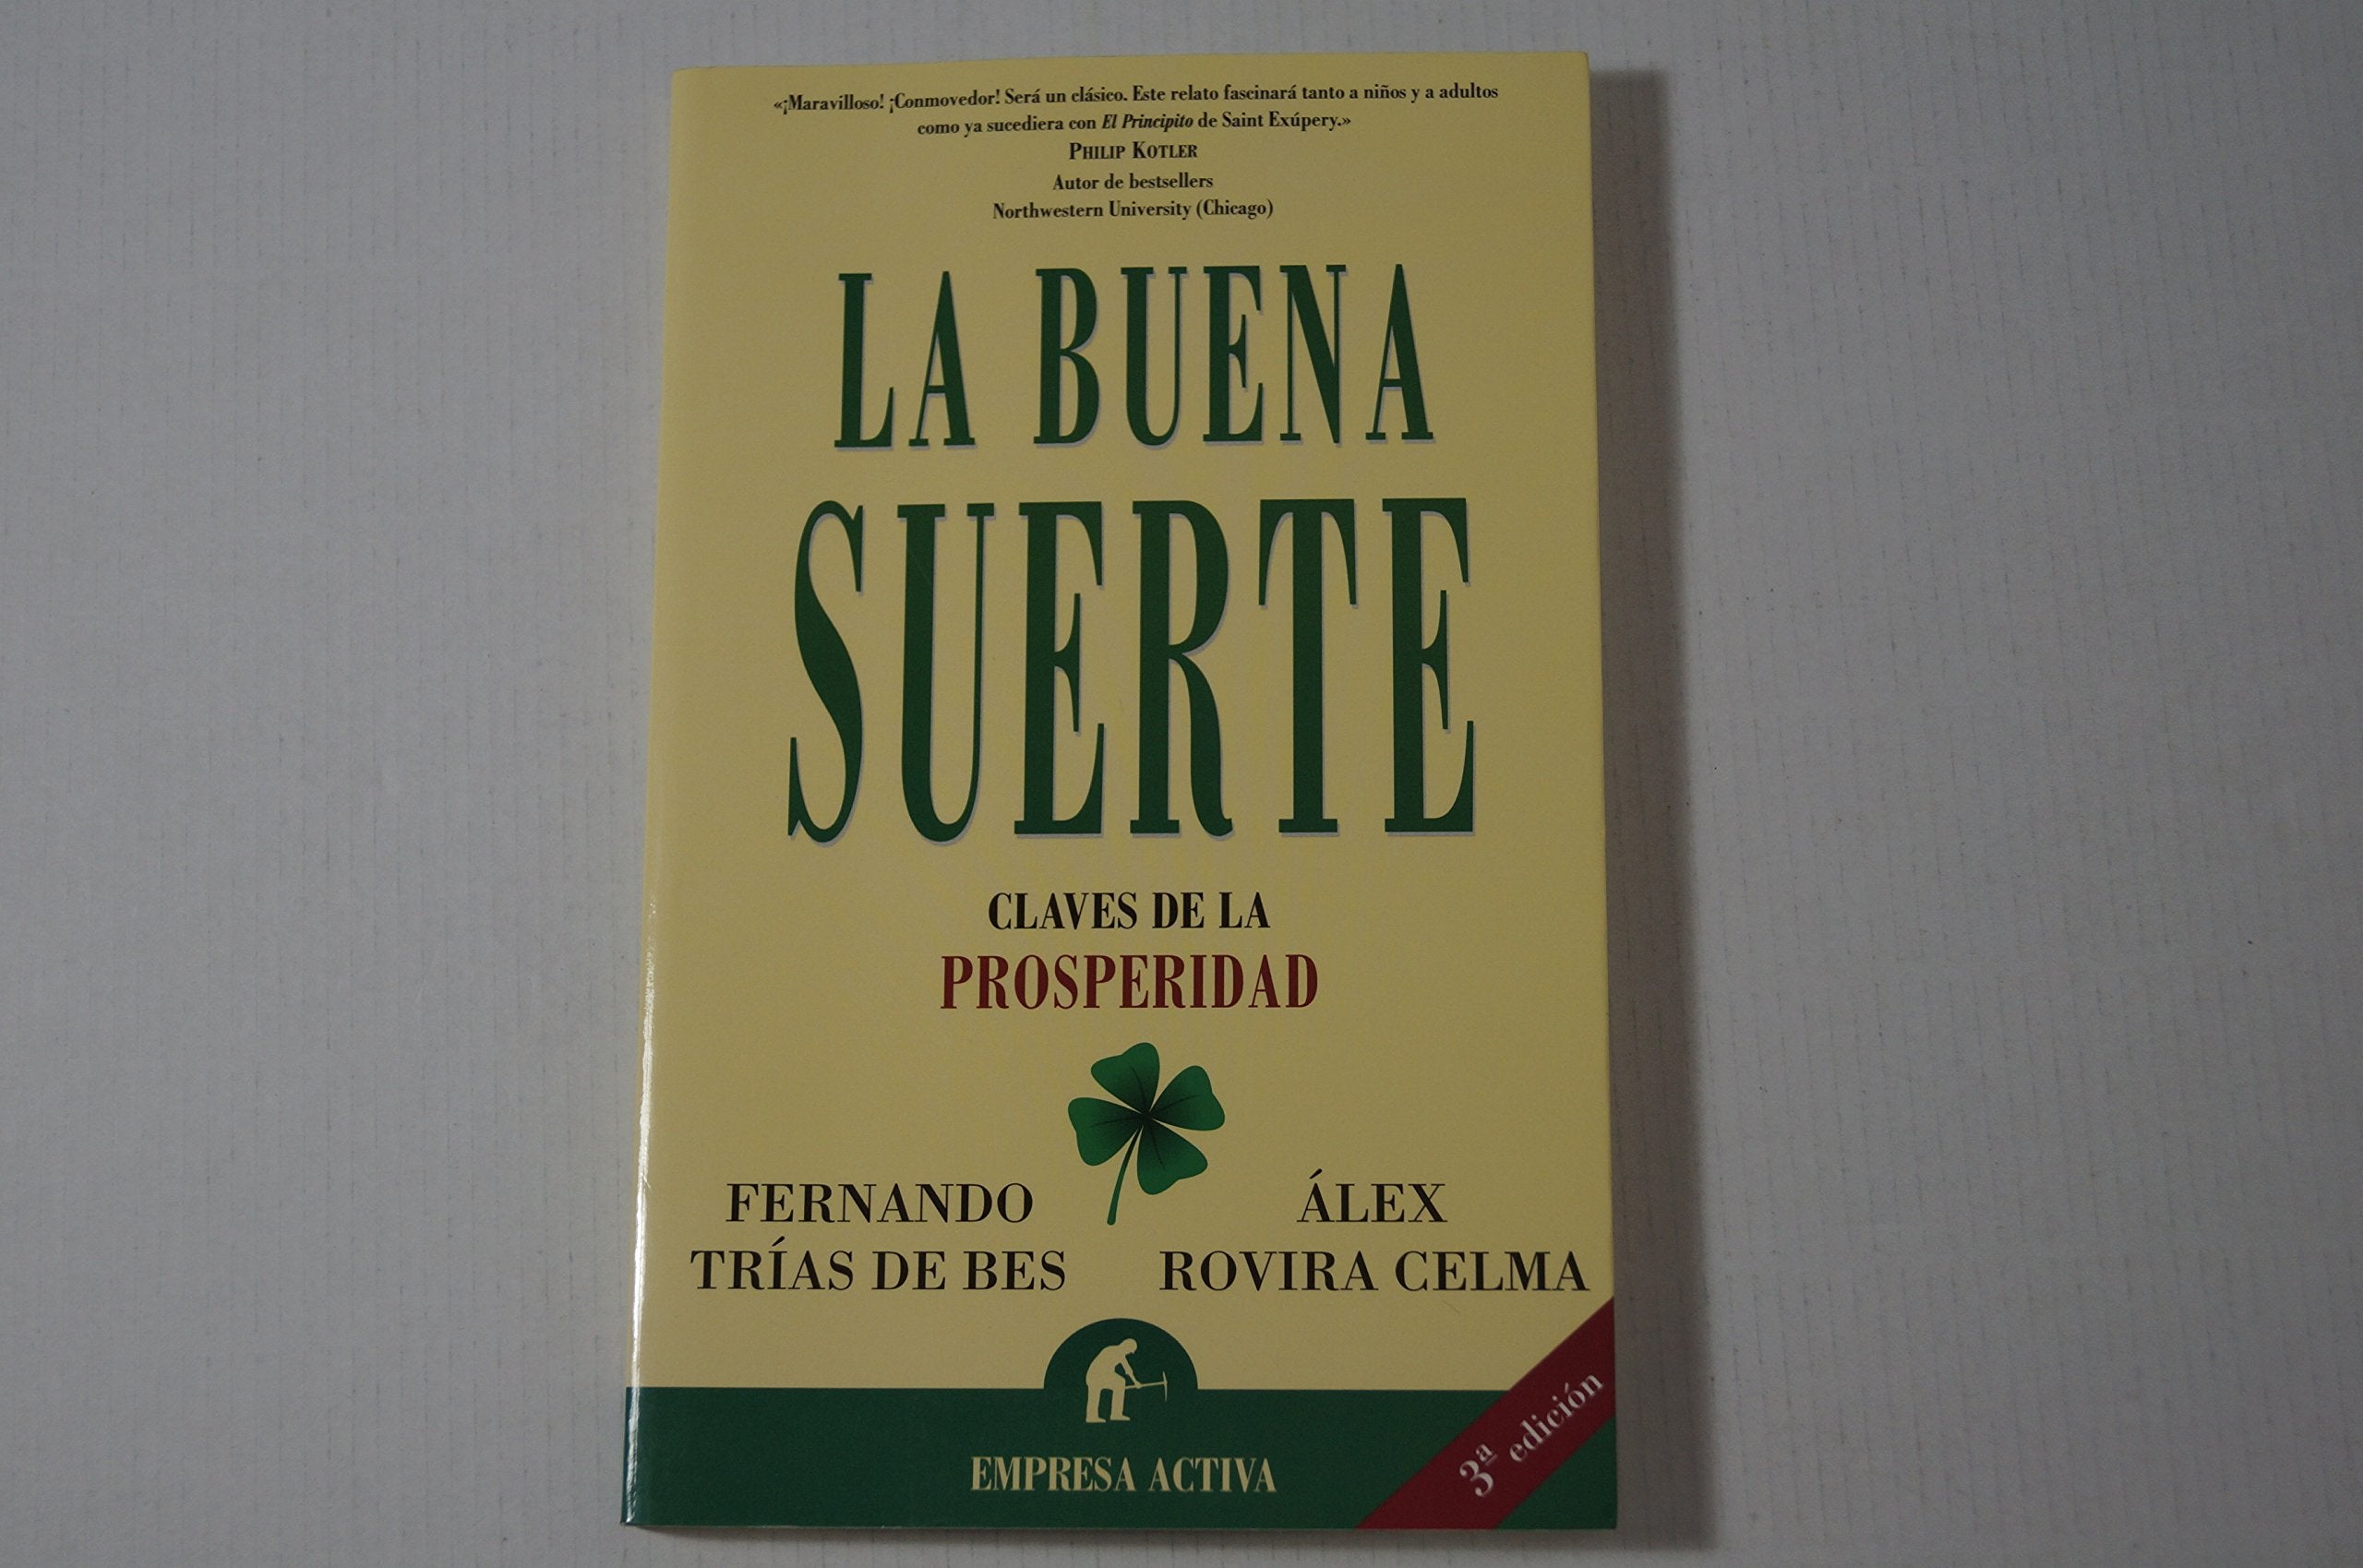 «¡Maravilloso! ¡Conmovedor! Será un clásico. Este relato fascinará tanto a niños y a adultos
como ya sucediera con El Principito de Saint Exúpery.»
PHILIP KOTLER
Autor de bestsellers
Northwestern University (Chicago)
LA BUENA
SUERTE
CLAVES DE LA
PROSPERIDAD
FERNANDO
TRÍAS DE BES
ÁLEX
ROVIRA CELMA
EMPRESA ACTIVA
3ª edición